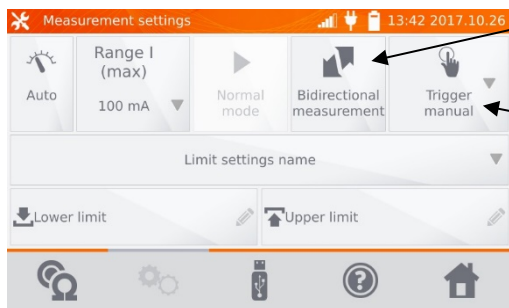 Measurement settings
13:42 2017.10.26
Auto
Range I
(max)
100 mA
Normal
mode
Bidirectional
measurement
Trigger
manual
Limit settings name
Lower limit
Upper limit